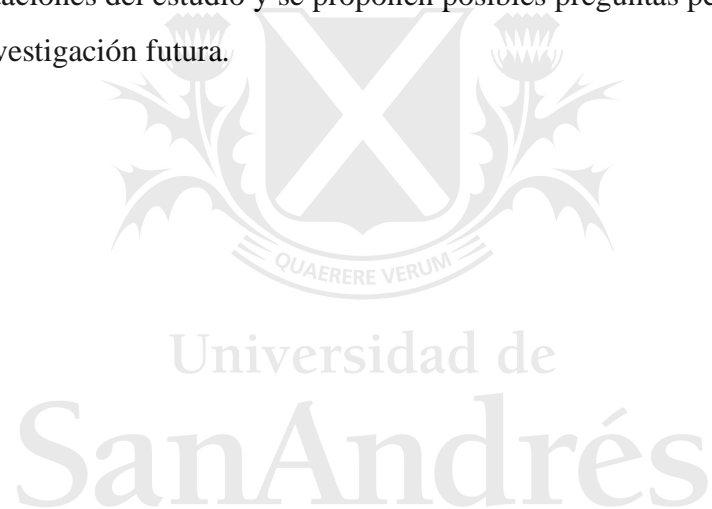 aciones del estudio y se proponen posibles preguntas
vestigación futura.
QUAERERE VERUM
Universidad de
SanAndrés